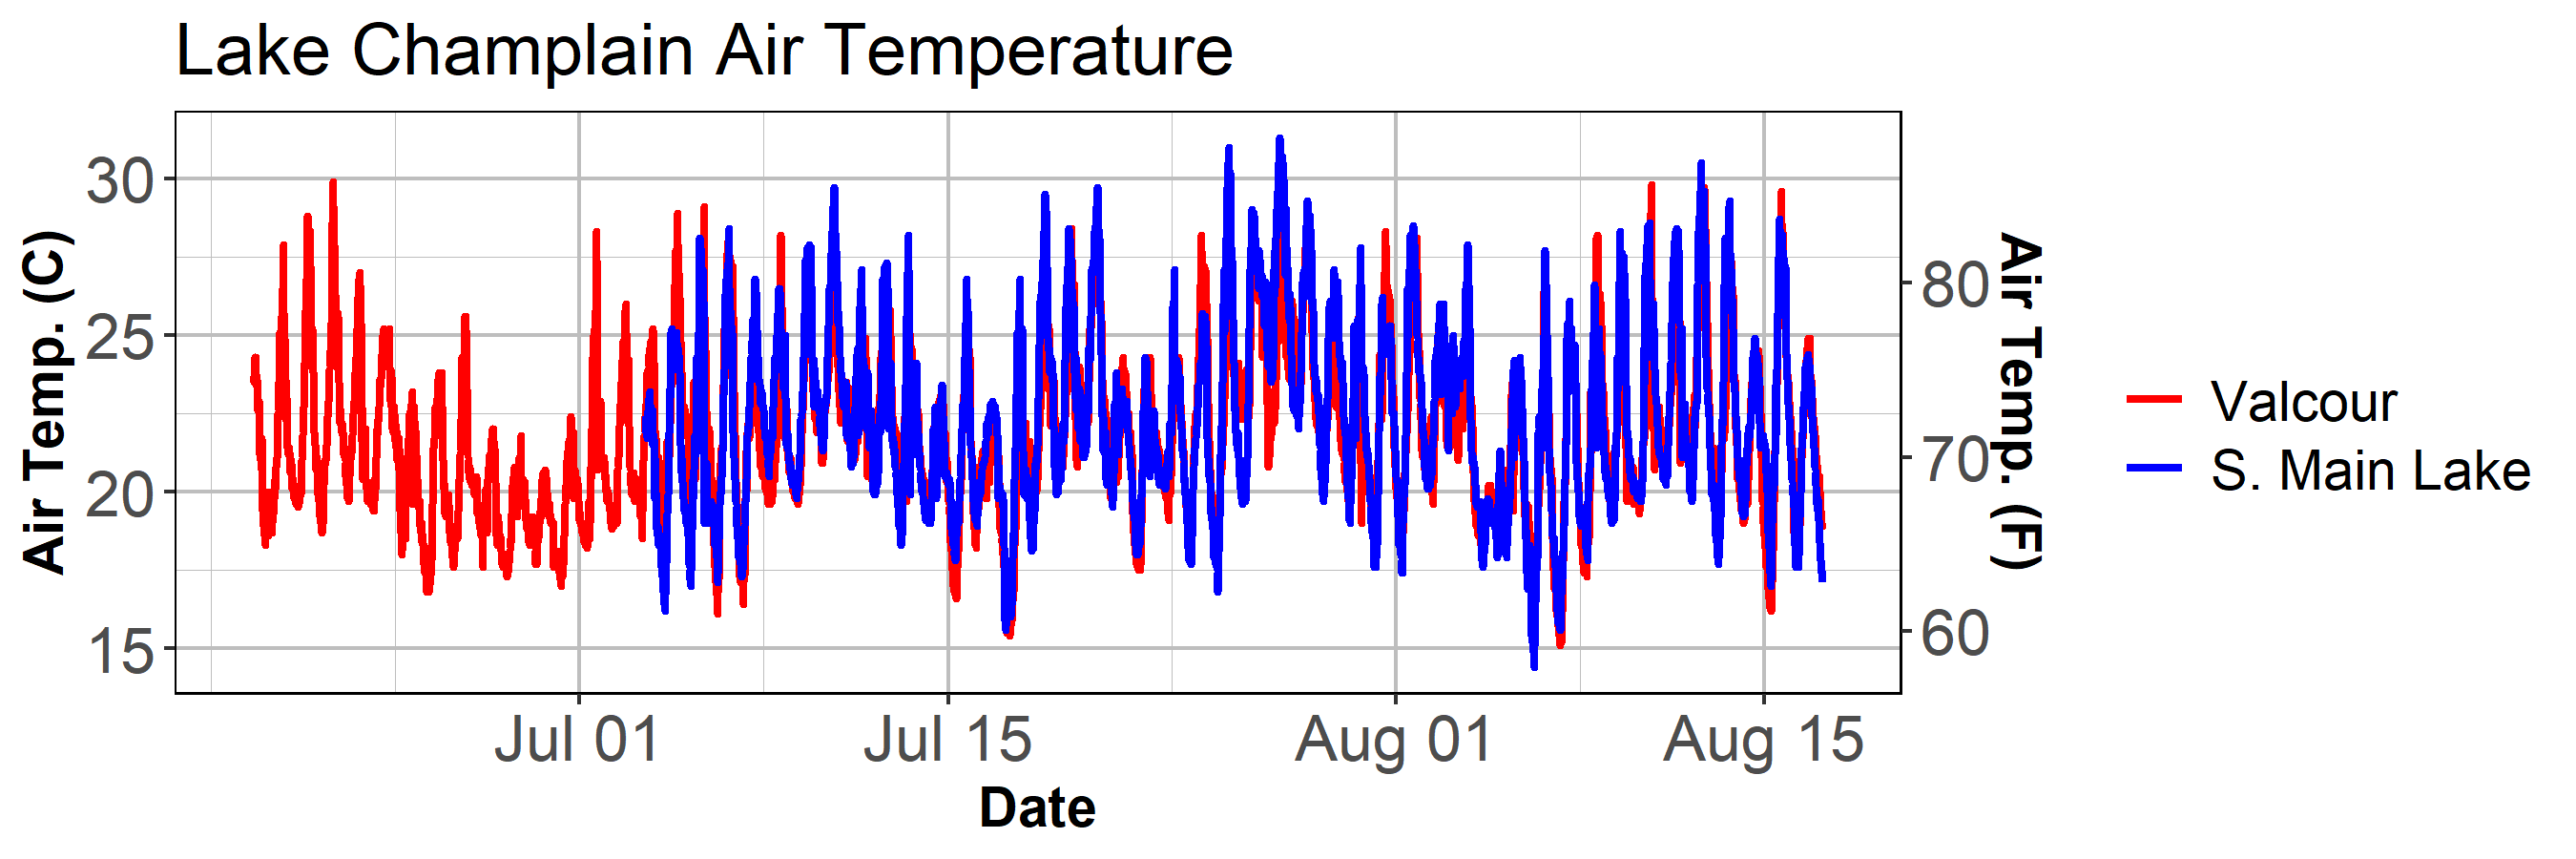 Lake Champlain Air Temperature
Air Temp. (C)
30
25
20
15
Air Temp. (F)
80
70
60
Jul 01
Jul 15
Aug 01
Aug 15
Date
Valcour
S. Main Lake